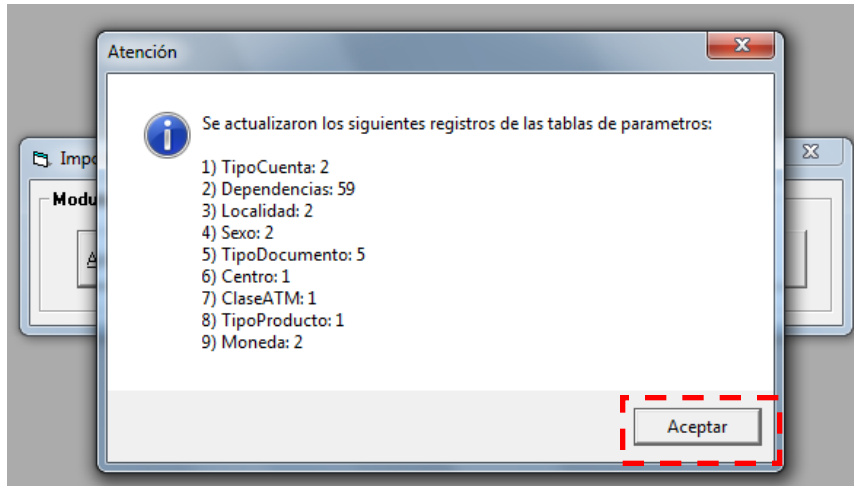 Atención
Se actualizaron los siguientes registros de las tablas de parametros:
1) TipoCuenta: 2
2) Dependencias: 59
3) Localidad: 2
4) Sexo: 2
5) TipoDocumento: 5
6) Centro: 1
7) ClaseATM: 1
8) TipoProducto: 1
9) Moneda: 2
Aceptar
Impo
Modu
A